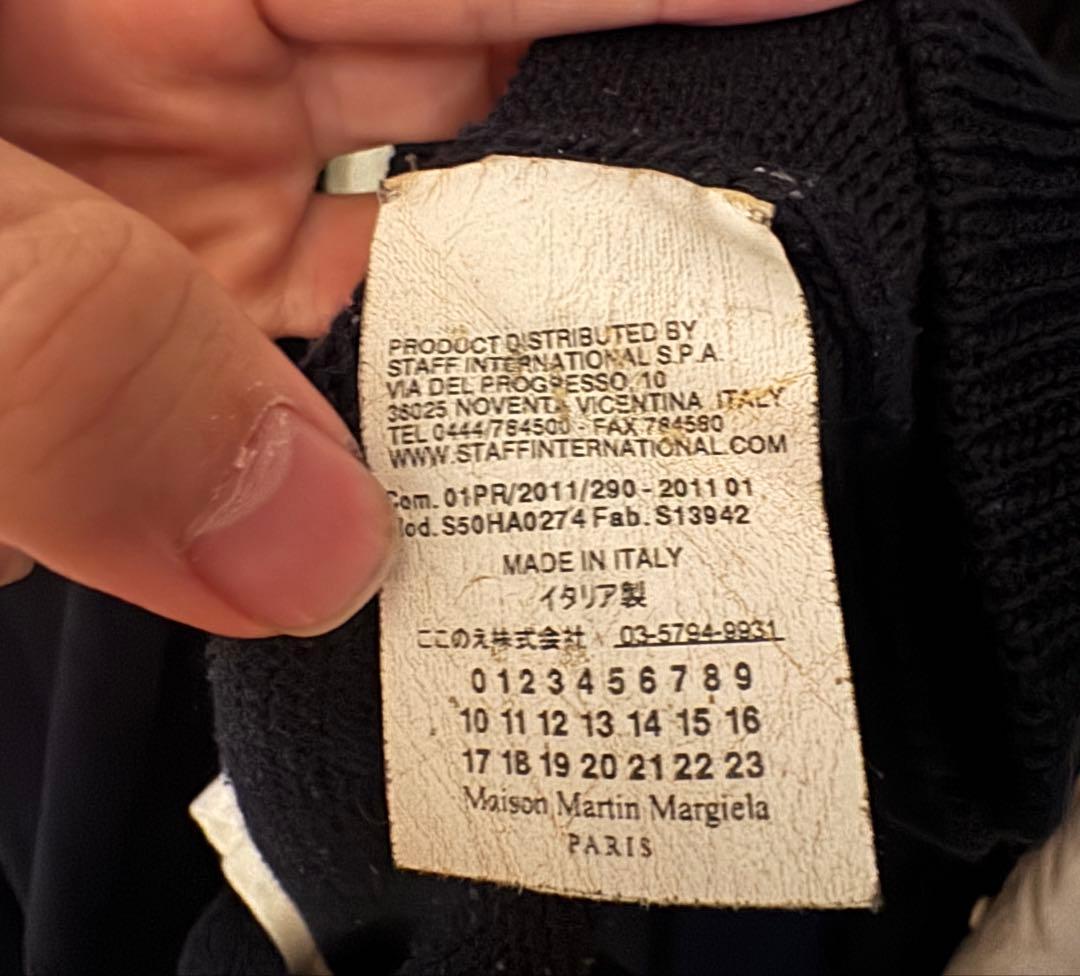 PRODUCT DISTRIBUTED BY
STAFF INTERNATIONAL S.P.A.
VIA DEL PROGRESSO, 10
36025 NOVENTA VICENTINA ITALY
TEL 0444/784500 - FAX 784580
WWW.STAFFINTERNATIONAL.COM
Com. 01PR/2011/290 - 2011 01
Mod. S50HA0274 Fab. S13942
MADE IN ITALY
イタリア製
ここのえ株式会社 03-5794-9931
0 1 2 3 4 5 6 7 8 9
10 11 12 13 14 15 16
17 18 19 20 21 22 23
Maison Martin Margiela
PARIS